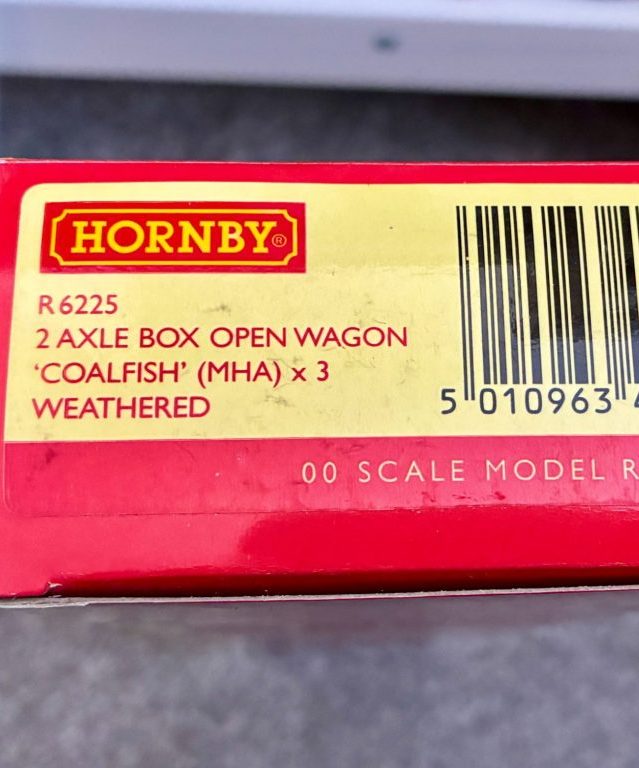 HORNBY®
R6225
2 AXLE BOX OPEN WAGON
‘COALFISH’ (MHA) x 3
WEATHERED
5 010963
00 SCALE MODEL